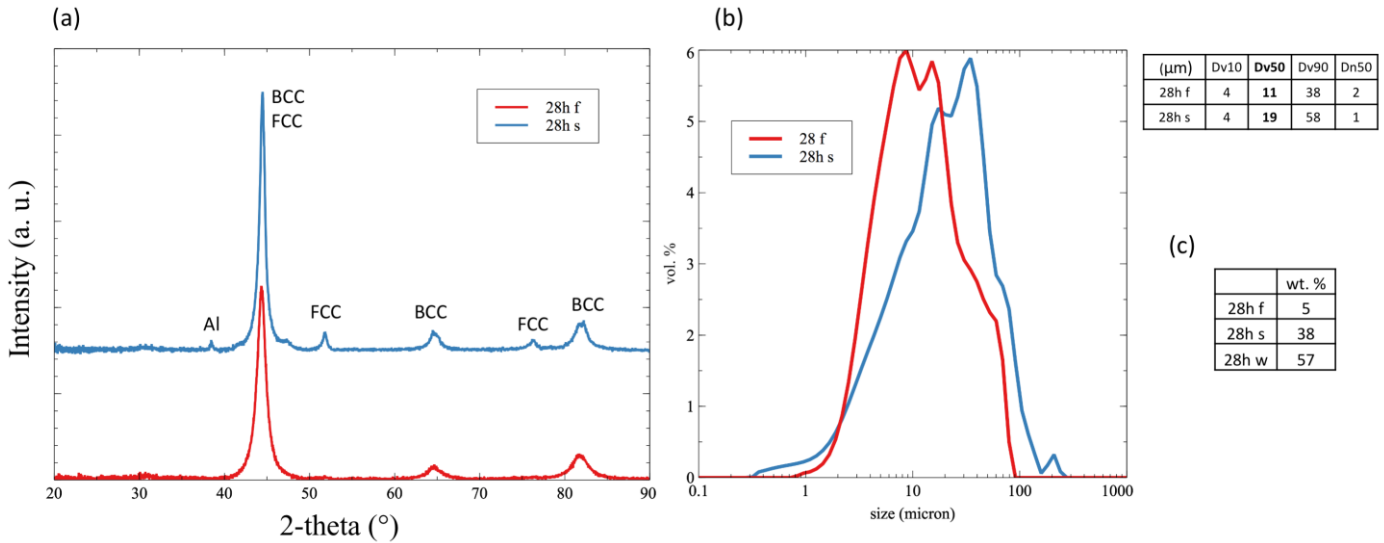 (a)
Intensity (a. u.)
BCC
FCC
28h f
28h s
Al
FCC
BCC
FCC
BCC
20 30 40 50 60 70 80 90
2-theta (°)
(b)
vol. %
6
5
4
3
2
1
0
28 f
28h s
0.1 1 10 100 1000
size (micron)
(μm) Dv10 Dv50 Dv90 Dn50
28h f 4 11 38 2
28h s 4 19 58 1
(c)
wt. %
28h f 5
28h s 38
28h w 57